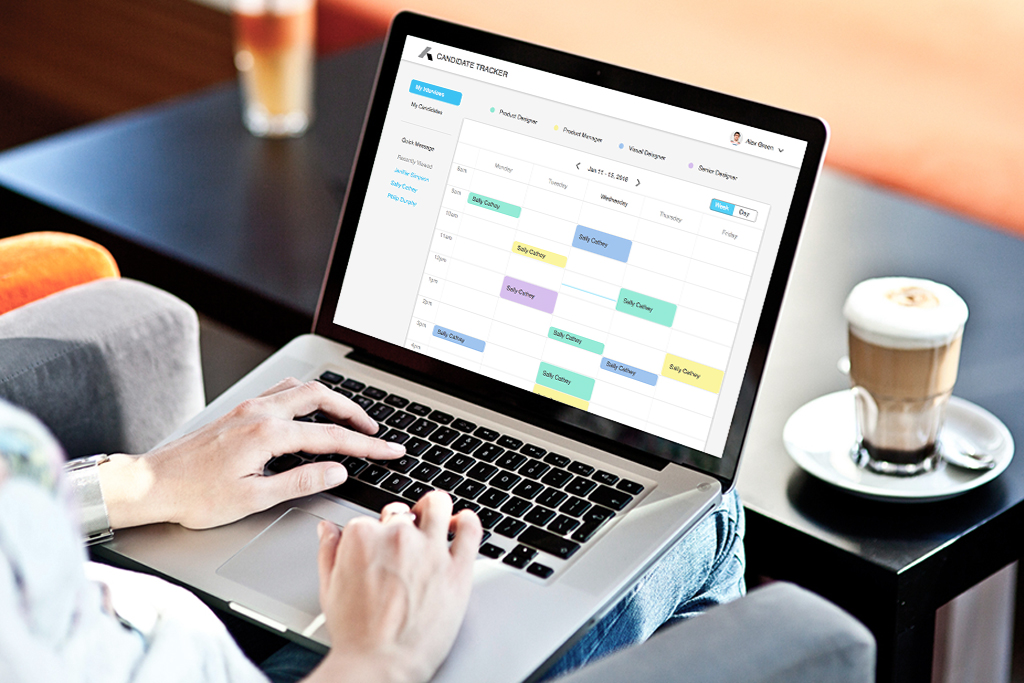 CANDIDATE TRACKER
Alex Green
My Interviews
My Candidates
Quick Message
Recently Viewed
Jenifer Simpson
Sally Cathey
Philip Dunphy
Product Designer
Product Manager
Visual Designer
Senior Designer
Jan 11 - 15, 2016
Week Day
Monday Tuesday Wednesday Thursday Friday
8am
9am
10am
11am
12pm
1pm
2pm
3pm
4pm
Sally Cathey
Sally Cathey
Sally Cathey
Sally Cathey
Sally Cathey
Sally Cathey
Sally Cathey
Sally Cathey
Sally Cathey
Sally Cathey